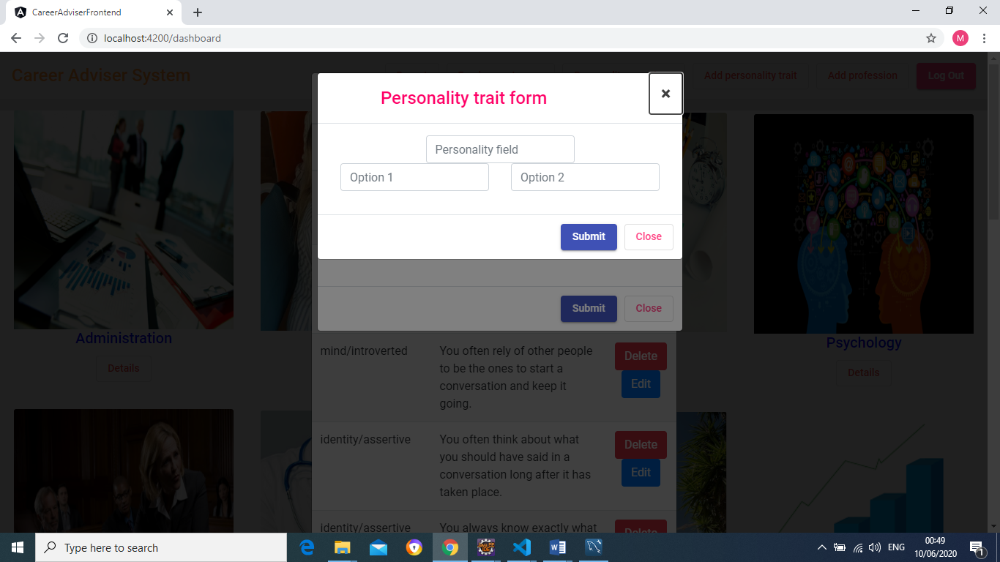 CareerAdviserFrontend
localhost:4200/dashboard
M
Career Adviser System
Add personality trait
Add profession
Log Out
Personality trait form
×
Personality field
Option 1
Option 2
Submit
Close
Submit
Close
Administration
Details
Psychology
Details
mind/introverted
You often rely of other people
to be the ones to start a
conversation and keep it
going.
Delete
Edit
identity/assertive
You often think about what
you should have said in a
conversation long after it has
taken place.
Delete
Edit
identity/assertive
You always know exactly what
Delete
Type here to search
ENG
00:49
10/06/2020
1